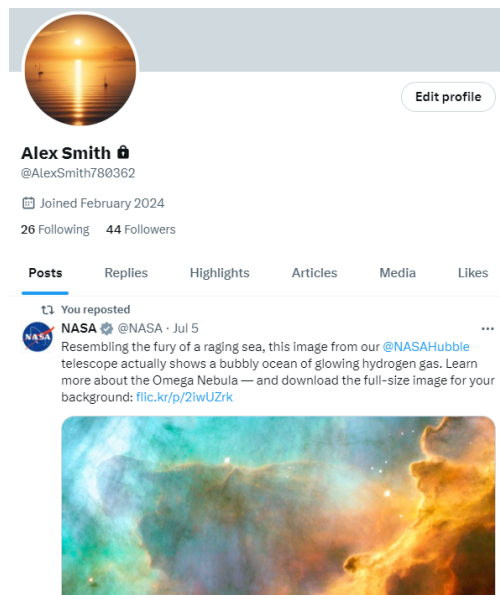 Edit profile
Alex Smith
@AlexSmith780362
Joined February 2024
26 Following 44 Followers
Posts Replies Highlights Articles Media Likes
You reposted
NASA @NASA · Jul 5
Resembling the fury of a raging sea, this image from our @NASAHubble
telescope actually shows a bubbly ocean of glowing hydrogen gas. Learn
more about the Omega Nebula — and download the full-size image for your
background: flic.kr/p/2iwUZrk
NASA